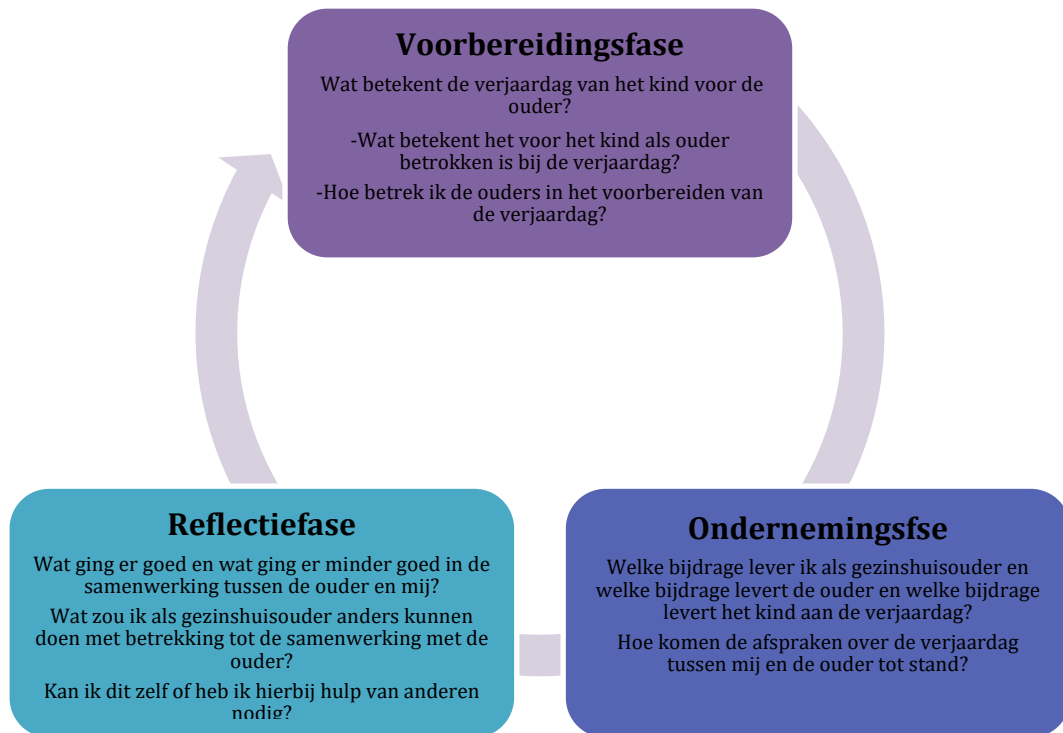 Voorbereidingsfase
Wat betekent de verjaardag van het kind voor de
ouder?
-Wat betekent het voor het kind als ouder
betrokken is bij de verjaardag?
-Hoe betrek ik de ouders in het voorbereiden van
de verjaardag?
Reflectiefase
Wat ging er goed en wat ging er minder goed in de
samenwerking tussen de ouder en mij?
Wat zou ik als gezinshuisouder anders kunnen
doen met betrekking tot de samenwerking met de
ouder?
Kan ik dit zelf of heb ik hierbij hulp van anderen
nodig?
Ondernemingsfse
Welke bijdrage lever ik als gezinshuisouder en
welke bijdrage levert de ouder en welke bijdrage
levert het kind aan de verjaardag?
Hoe komen de afspraken over de verjaardag
tussen mij en de ouder tot stand?